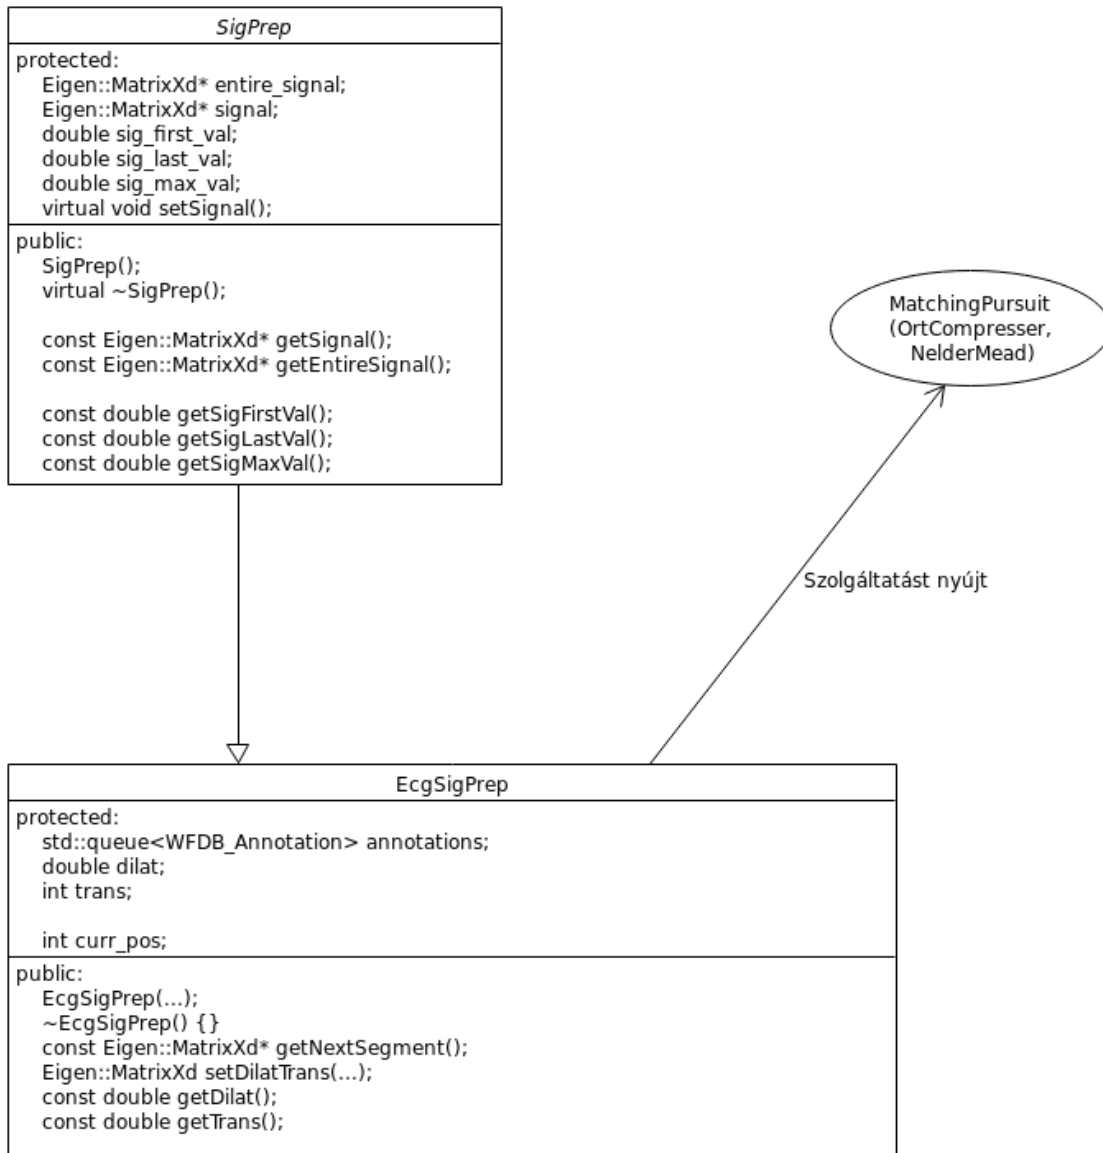 SigPrep
protected:
Eigen::MatrixXd* entire_signal;
Eigen::MatrixXd* signal;
double sig_first_val;
double sig_last_val;
double sig_max_val;
virtual void setSignal();
public:
SigPrep();
virtual ~SigPrep();
const Eigen::MatrixXd* getSignal();
const Eigen::MatrixXd* getEntireSignal();
const double getSigFirstVal();
const double getSigLastVal();
const double getSigMaxVal();
MatchingPursuit
(OrtCompresser,
NelderMead)
Szolgáltatást nyújt
EcgSigPrep
protected:
std::queue<WFDB_Annotation> annotations;
double dilat;
int trans;
int curr_pos;
public:
EcgSigPrep(...);
~EcgSigPrep() {}
const Eigen::MatrixXd* getNextSegment();
Eigen::MatrixXd setDilatTrans(...);
const double getDilat();
const double getTrans();